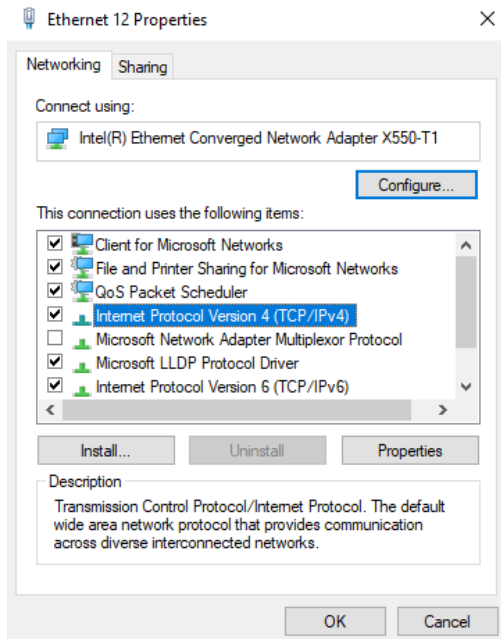 Ethernet 12 Properties
Networking
Sharing
Connect using:
Intel(R) Ethernet Converged Network Adapter X550-T1
Configure...
This connection uses the following items:
Client for Microsoft Networks
File and Printer Sharing for Microsoft Networks
QoS Packet Scheduler
Internet Protocol Version 4 (TCP/IPv4)
Microsoft Network Adapter Multiplexor Protocol
Microsoft LLDP Protocol Driver
Internet Protocol Version 6 (TCP/IPv6)
Install...
Uninstall
Properties
Description
Transmission Control Protocol/Internet Protocol. The default
wide area network protocol that provides communication
across diverse interconnected networks.
OK
Cancel